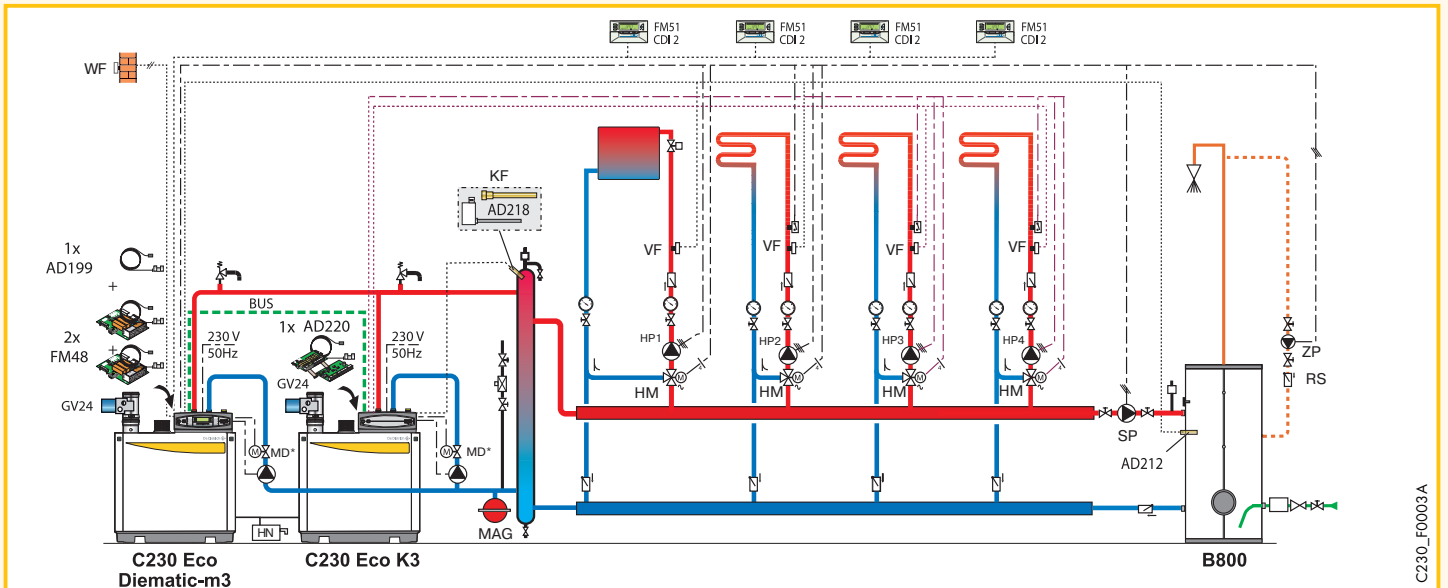 FM51
CDI 2
FM51
CDI 2
FM51
CDI 2
FM51
CDI 2
WF
KF
AD218
1x
AD199
+
2x
+
FM48
GV24
BUS
230 V
50Hz
1x AD220
GV24
230 V
50Hz
M
MD*
M
MD*
VF
VF
VF
VF
HP1
HP2
HP3
HP4
M
M
M
M
HM
HM
HM
HM
ZP
RS
SP
AD212
MAG
HN
C230 Eco
Diematic-m3
C230 Eco K3
B800
C230_F0003A